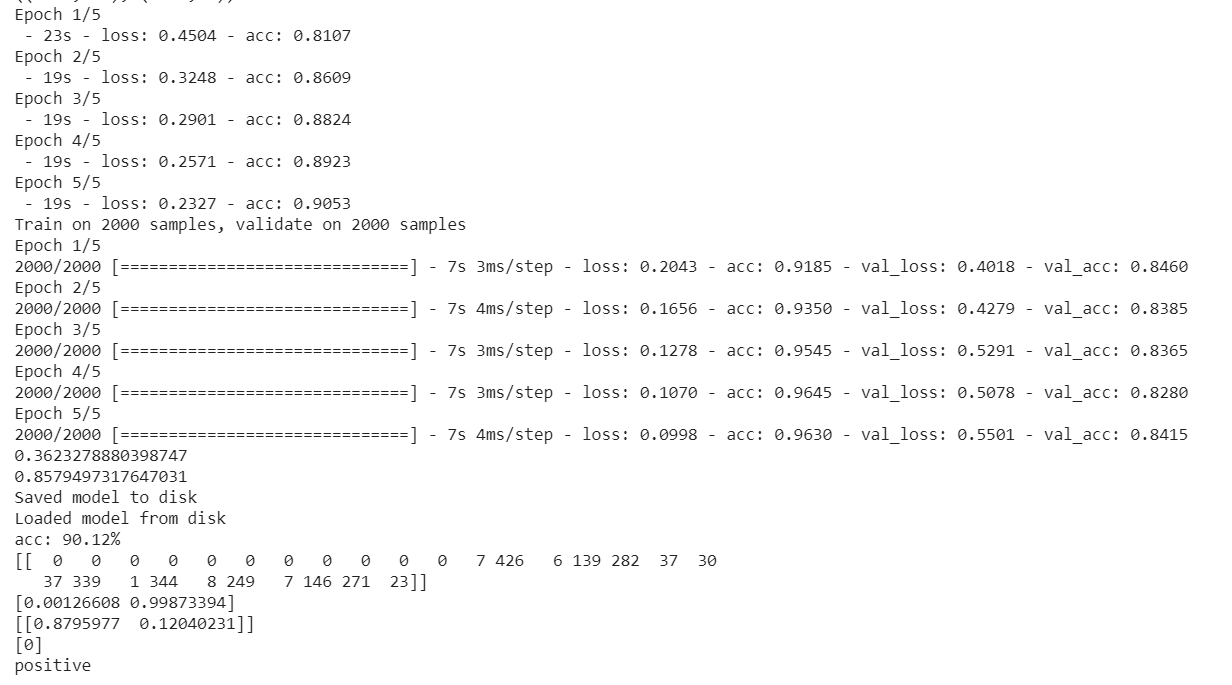 Epoch 1/5
 - 23s - loss: 0.4504 - acc: 0.8107
Epoch 2/5
 - 19s - loss: 0.3248 - acc: 0.8609
Epoch 3/5
 - 19s - loss: 0.2901 - acc: 0.8824
Epoch 4/5
 - 19s - loss: 0.2571 - acc: 0.8923
Epoch 5/5
 - 19s - loss: 0.2327 - acc: 0.9053
Train on 2000 samples, validate on 2000 samples
Epoch 1/5
2000/2000 [==============================] - 7s 3ms/step - loss: 0.2043 - acc: 0.9185 - val_loss: 0.4018 - val_acc: 0.8460
Epoch 2/5
2000/2000 [==============================] - 7s 4ms/step - loss: 0.1656 - acc: 0.9350 - val_loss: 0.4279 - val_acc: 0.8385
Epoch 3/5
2000/2000 [==============================] - 7s 3ms/step - loss: 0.1278 - acc: 0.9545 - val_loss: 0.5291 - val_acc: 0.8365
Epoch 4/5
2000/2000 [==============================] - 7s 3ms/step - loss: 0.1070 - acc: 0.9645 - val_loss: 0.5078 - val_acc: 0.8280
Epoch 5/5
2000/2000 [==============================] - 7s 4ms/step - loss: 0.0998 - acc: 0.9630 - val_loss: 0.5501 - val_acc: 0.8415
0.3623278880398747
0.8579497317647031
Saved model to disk
Loaded model from disk
acc: 90.12%
[[  0   0   0   0   0   0   0   0   0   0   0   7 426   6 139 282  37  30
   37 339   1 344   8 249   7 146 271  23]]
[0.00126608 0.99873394]
[[0.8795977  0.12040231]]
[0]
positive